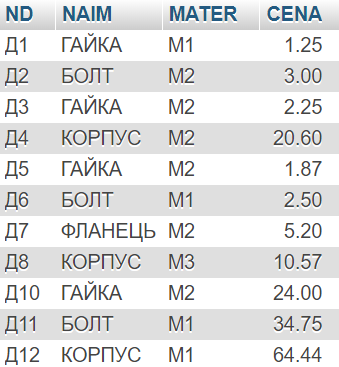 ND NAIM MATER CENA
Д1 ГАЙКА М1 1.25
Д2 БОЛТ М2 3.00
Д3 ГАЙКА М2 2.25
Д4 КОРПУС М2 20.60
Д5 ГАЙКА М2 1.87
Д6 БОЛТ М1 2.50
Д7 ФЛАНЕЦЬ М2 5.20
Д8 КОРПУС М3 10.57
Д10 ГАЙКА М2 24.00
Д11 БОЛТ М1 34.75
Д12 КОРПУС М1 64.44